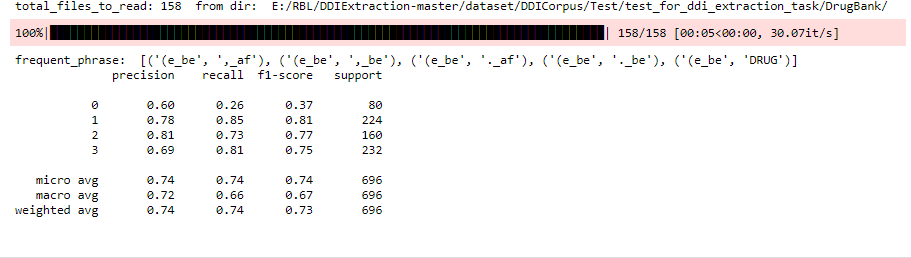 total_files_to_read: 158  from dir:  E:/RBL/DDIExtraction-master/dataset/DDICorpus/Test/test_for_ddi_extraction_task/DrugBank/
100%|██████████| 158/158 [00:05<00:00, 30.07it/s]
frequent_phrase:  [('(e_be', ',_af'), ('(e_be', ',_be'), ('(e_be', '._af'), ('(e_be', '._be'), ('(e_be', 'DRUG')]
precision    recall  f1-score   support
0       0.60      0.26      0.37        80
1       0.78      0.85      0.81       224
2       0.81      0.73      0.77       160
3       0.69      0.81      0.75       232
micro avg       0.74      0.74      0.74       696
macro avg       0.72      0.66      0.67       696
weighted avg       0.74      0.74      0.73       696